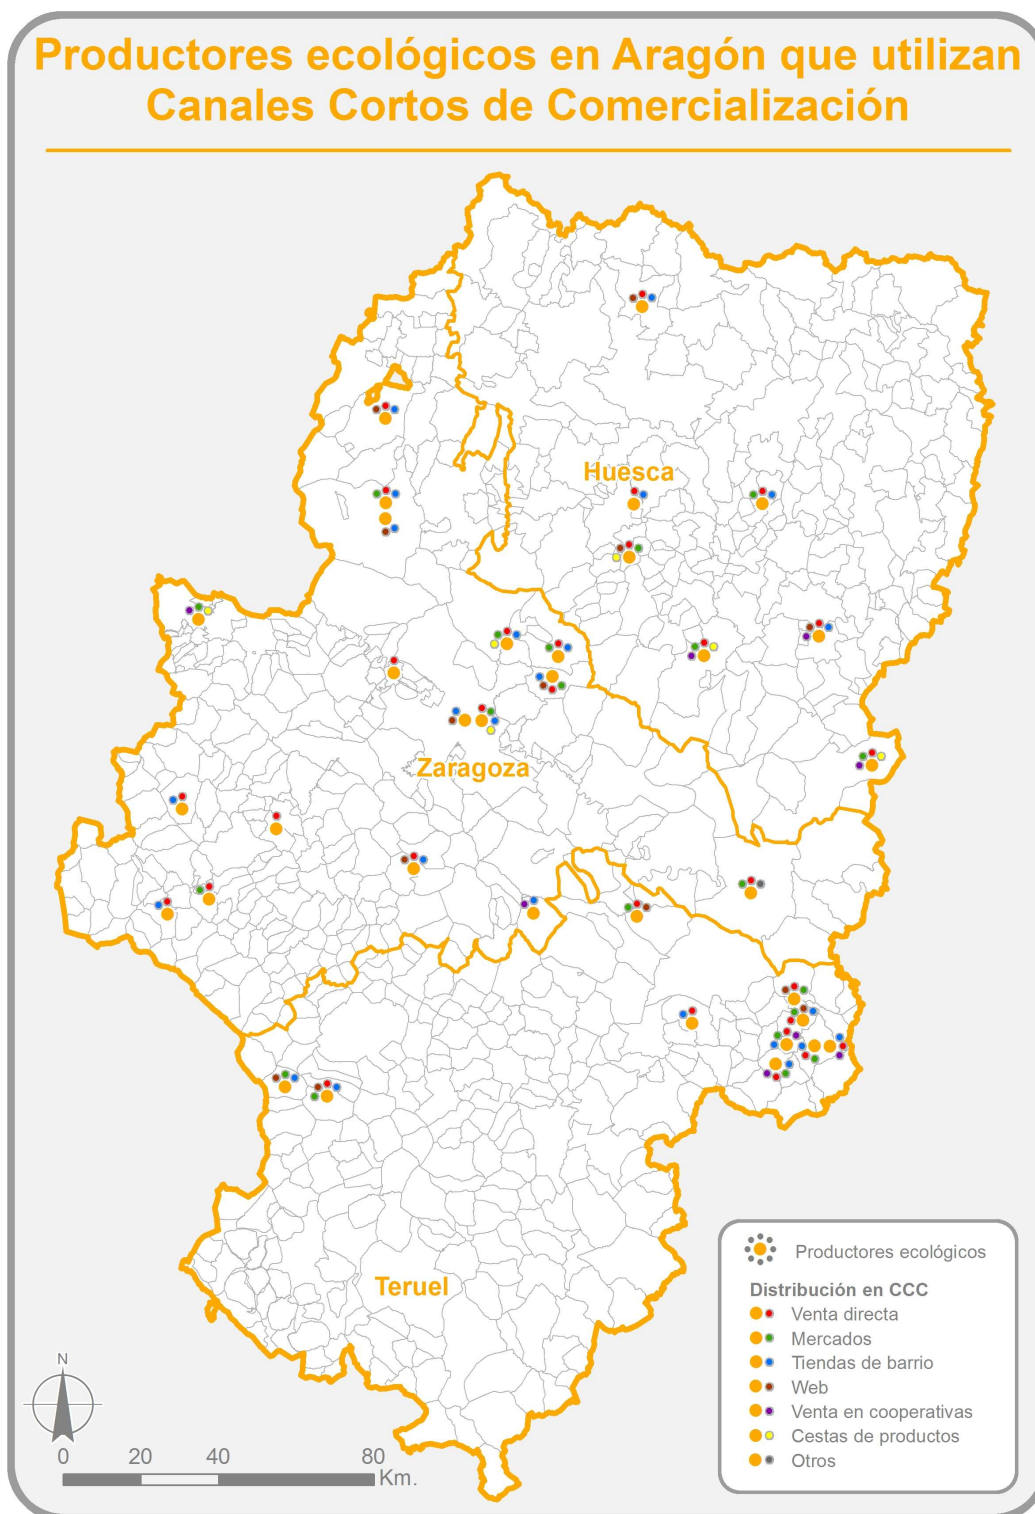 Productores ecológicos en Aragón que utilizan
Canales Cortos de Comercialización
Huesca
Zaragoza
Teruel
Productores ecológicos
Distribución en CCC
Venta directa
Mercados
Tiendas de barrio
Web
Venta en cooperativas
Cestas de productos
Otros
N
0 20 40 80
Km.